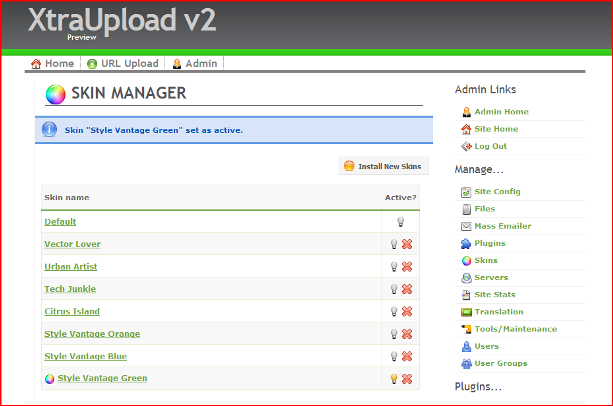 XtraUpload v2
Preview
Home URL Upload Admin
SKIN MANAGER
Skin "Style Vantage Green" set as active.
Install New Skins
Skin name Active?
Default
Vector Lover
Urban Artist
Tech Junkie
Citrus Island
Style Vantage Orange
Style Vantage Blue
Style Vantage Green
Admin Links
Admin Home
Site Home
Log Out
Manage...
Site Config
Files
Mass Emailer
Plugins
Skins
Servers
Site Stats
Translation
Tools/Maintenance
Users
User Groups
Plugins...